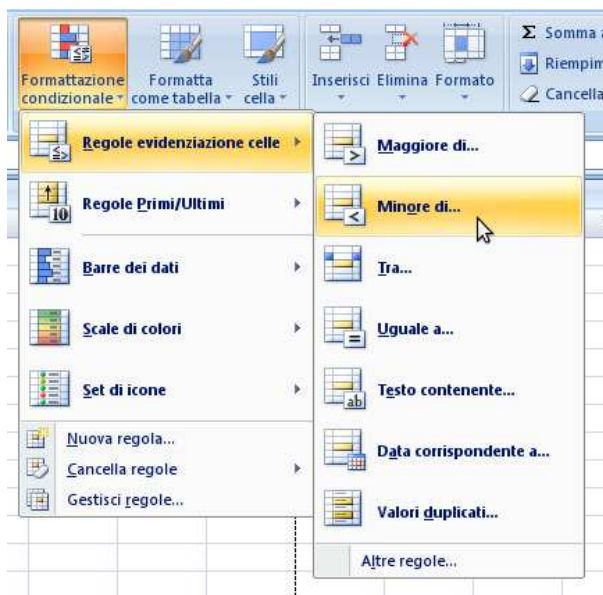 Formattazione condizionale
Formatta come tabella
Stili cella
Inserisci
Elimina
Formato
Σ Somma
Riempim
Cancella
Regole evidenziazione celle
Regole Primi/Ultimi
Barre dei dati
Scale di colori
Set di icone
Nuova regola...
Cancella regole
Gestisci regole...
Maggiore di...
Minore di...
Tra...
Uguale a...
Testo contenente...
Data corrispondente a...
Valori duplicati...
Altre regole...